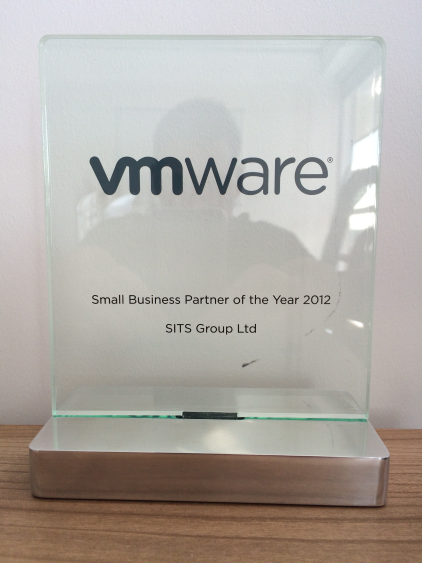 vmware®
Small Business Partner of the Year 2012
SITS Group Ltd